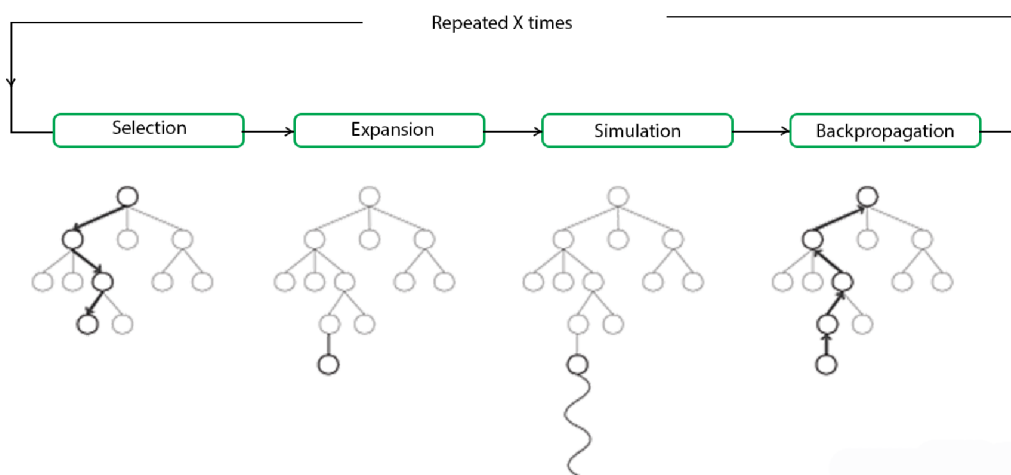 Repeated X times
Selection
Expansion
Simulation
Backpropagation